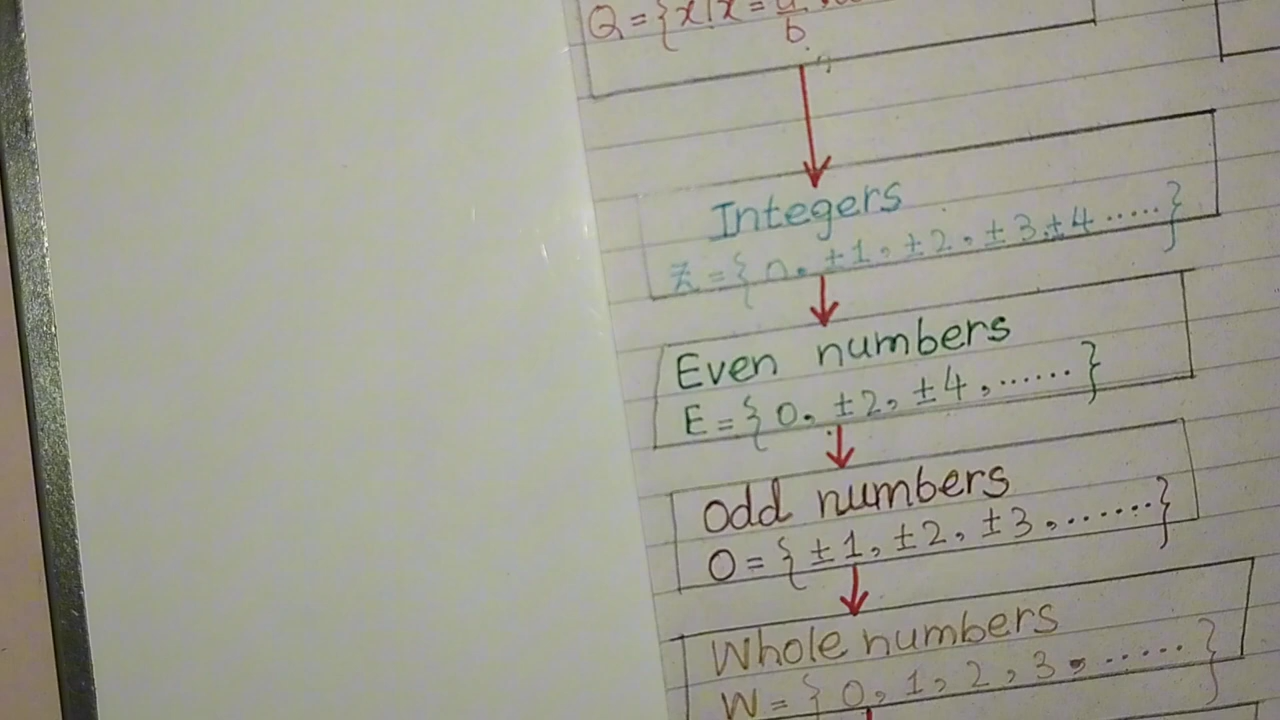 Q = {x/x = a/b
Integers
Z = {0, ±1, ±2, ±3, ±4 .....}
Even numbers
E = {0, ±2, ±4, ......}
Odd numbers
O = {±1, ±2, ±3, .......}
Whole numbers
W = {0, 1, 2, 3, ......}